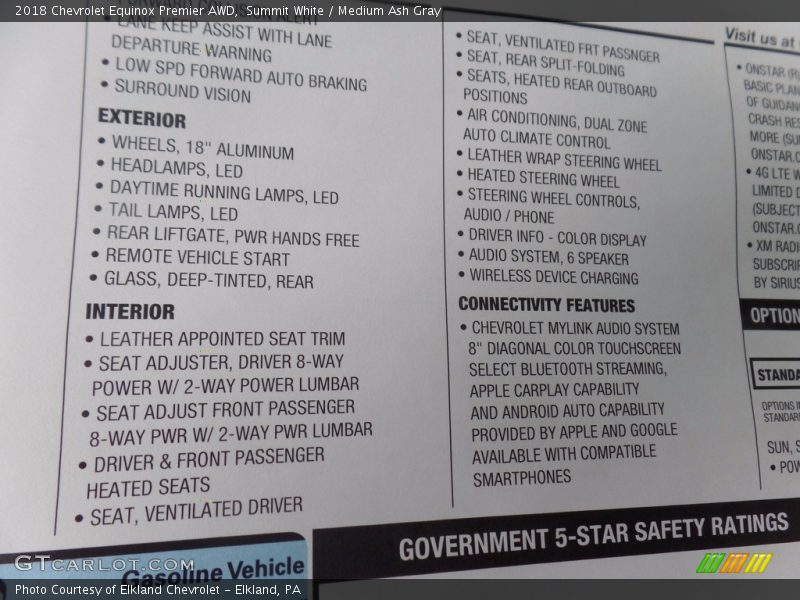 2018 Chevrolet Equinox Premier AWD, Summit White / Medium Ash Gray
LANE KEEP ASSIST WITH LANE
DEPARTURE WARNING
• LOW SPD FORWARD AUTO BRAKING
• SURROUND VISION
EXTERIOR
• WHEELS, 18" ALUMINUM
• HEADLAMPS, LED
• DAYTIME RUNNING LAMPS, LED
• TAIL LAMPS, LED
• REAR LIFTGATE, PWR HANDS FREE
• REMOTE VEHICLE START
• GLASS, DEEP-TINTED, REAR
INTERIOR
• LEATHER APPOINTED SEAT TRIM
• SEAT ADJUSTER, DRIVER 8-WAY
POWER W/ 2-WAY POWER LUMBAR
• SEAT ADJUST FRONT PASSENGER
8-WAY PWR W/ 2-WAY PWR LUMBAR
• DRIVER & FRONT PASSENGER
HEATED SEATS
• SEAT, VENTILATED DRIVER
• SEAT, VENTILATED FRT PASSNGER
• SEAT, REAR SPLIT-FOLDING
• SEATS, HEATED REAR OUTBOARD
POSITIONS
• AIR CONDITIONING, DUAL ZONE
AUTO CLIMATE CONTROL
• LEATHER WRAP STEERING WHEEL
• HEATED STEERING WHEEL
• STEERING WHEEL CONTROLS,
AUDIO / PHONE
• DRIVER INFO - COLOR DISPLAY
• AUDIO SYSTEM, 6 SPEAKER
• WIRELESS DEVICE CHARGING
CONNECTIVITY FEATURES
• CHEVROLET MYLINK AUDIO SYSTEM
8" DIAGONAL COLOR TOUCHSCREEN
SELECT BLUETOOTH STREAMING,
APPLE CARPLAY CAPABILITY
AND ANDROID AUTO CAPABILITY
PROVIDED BY APPLE AND GOOGLE
AVAILABLE WITH COMPATIBLE
SMARTPHONES
Visit us at
• ONSTAR
BASIC PLAN
OF GUIDAN
CRASH RES
MORE
ONSTAR.C
• 4G LTE W
LIMITED D
(SUBJECT
ONSTAR.C
• XM RADI
SUBSCRI
BY SIRIUS
OPTION
STANDA
OPTIONS
STANDAR
SUN,
• POW
GOVERNMENT 5-STAR SAFETY RATINGS
Gasoline Vehicle
GTcarlot.com
Photo Courtesy of Elkland Chevrolet - Elkland, PA